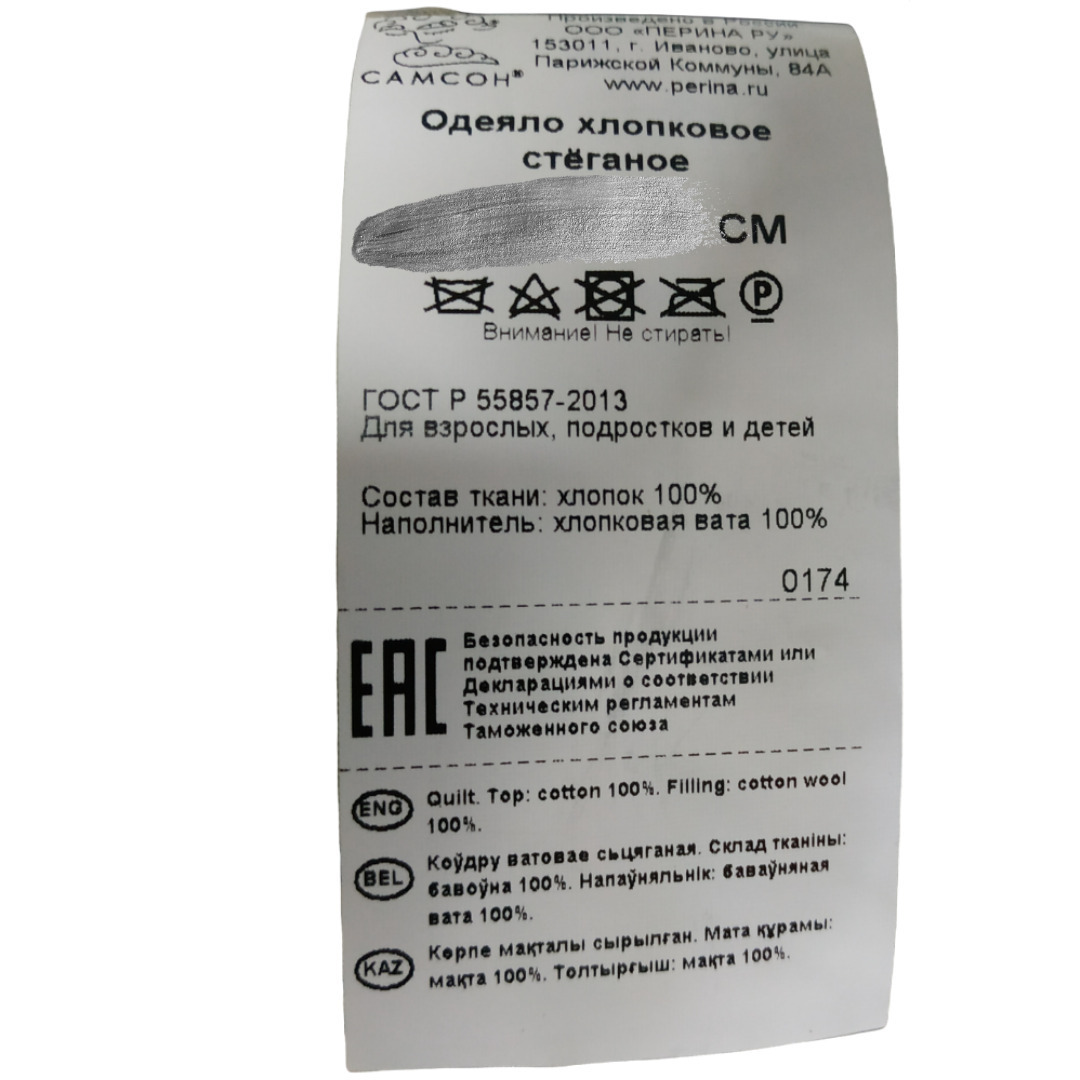 Произведено в России
ООО «ПЕРИНА РУ»
153011, г. Иваново, улица
Парижской Коммуны, 84А
www.perina.ru
САМСОН®
Одеяло хлопковое
стёганое
СМ
P
Внимание! Не стирать!
ГОСТ Р 55857-2013
Для взрослых, подростков и детей
Состав ткани: хлопок 100%
Наполнитель: хлопковая вата 100%
0174
EAC
Безопасность продукции
подтверждена Сертификатами или
Декларациями о соответствии
Техническим регламентам
Таможенного союза
ENG
Quilt. Top: cotton 100%. Filling: cotton wool
100%.
BEL
Коўдру ватовае сьцяганая. Склад тканіны:
бавоўна 100%. Напаўняльнік: баваўняная
вата 100%.
KAZ
Көрпе мақталы сырылған. Мата құрамы:
мақта 100%. Толтырғыш: мақта 100%.